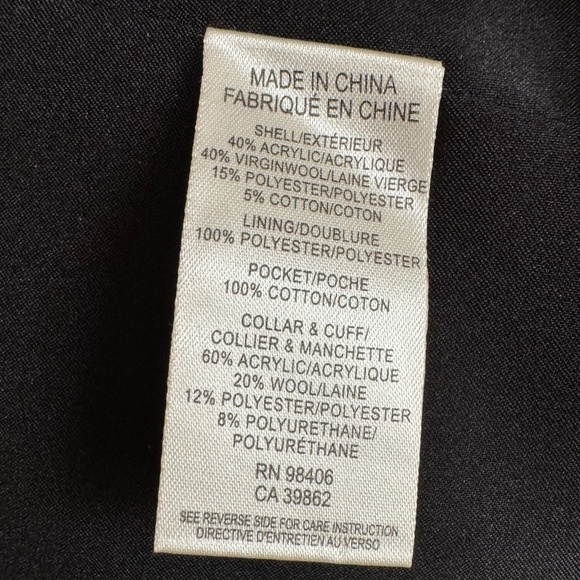 MADE IN CHINA
FABRIQUÉ EN CHINE
SHELL/EXTÉRIEUR
40% ACRYLIC/ACRYLIQUE
40% VIRGINWOOL/LAINE VIERGE
15% POLYESTER/POLYESTER
5% COTTON/COTON
LINING/DOUBLURE
100% POLYESTER/POLYESTER
POCKET/POCHE
100% COTTON/COTON
COLLAR & CUFF/
COLLIER & MANCHETTE
60% ACRYLIC/ACRYLIQUE
20% WOOL/LAINE
12% POLYESTER/POLYESTER
8% POLYURETHANE/
POLYURÉTHANE
RN 98406
CA 39862
SEE REVERSE SIDE FOR CARE INSTRUCTION
DIRECTIVE D'ENTRETIEN AU VERSO